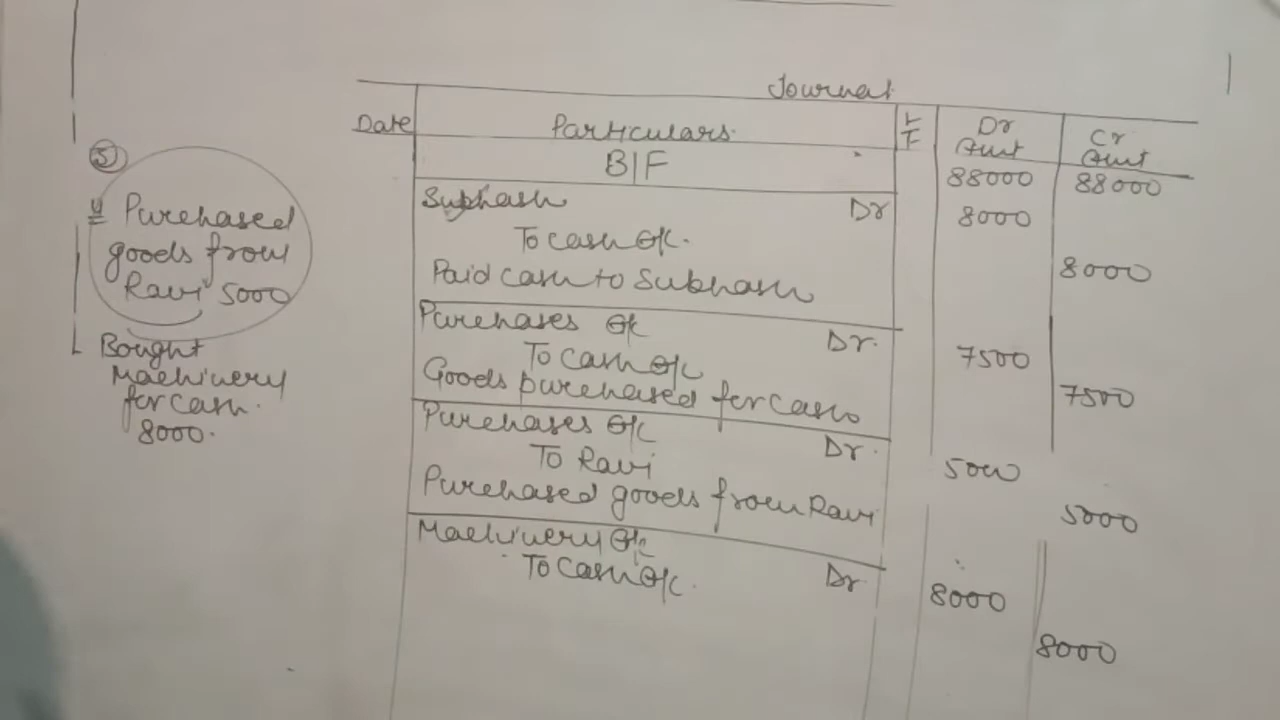 Journal
Date Particulars. L F Dr Amt Cr Amt
B/F 88000 88000
Subhash Dr 8000
To cash A/c. 8000
Paid cash to Subhash
Purchases A/c Dr. 7500
To Cash A/c 7500
Goods purchased for Cash
Purchases A/c Dr. 5000
To Ravi 5000
Purchased goods from Ravi
Machinery A/c Dr. 8000
To Cash A/c. 8000
5
4 Purchased
goods from
Ravi 5000
Bought
Machinery
for Cash.
8000.